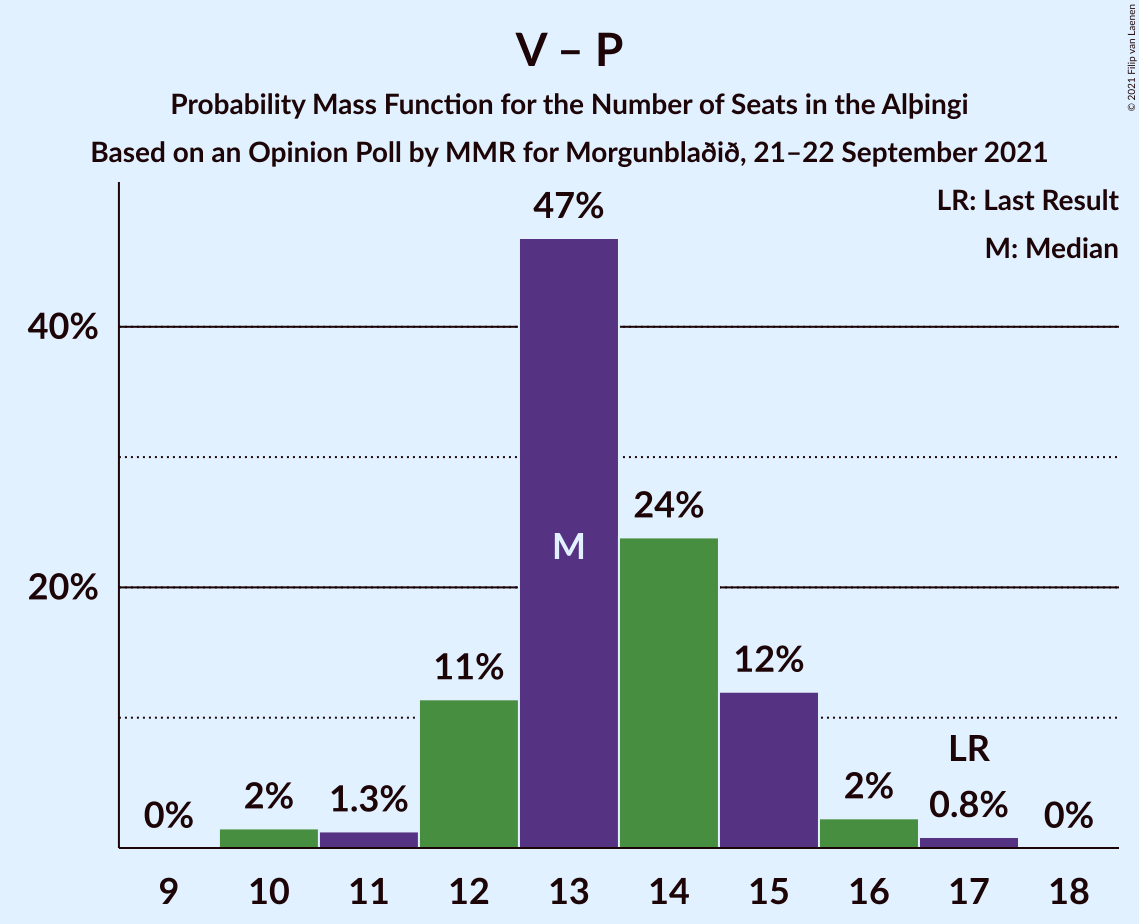 V – P
Probability Mass Function for the Number of Seats in the Alþingi
Based on an Opinion Poll by MMR for Morgunblaðið, 21–22 September 2021
© 2021 Filip van Laenen
LR: Last Result
M: Median
47%
40%
24%
M
20%
12%
11%
LR
2%
0.8%
2%
1.3%
0%
0%
9 10 11 12 13 14 15 16 17 18